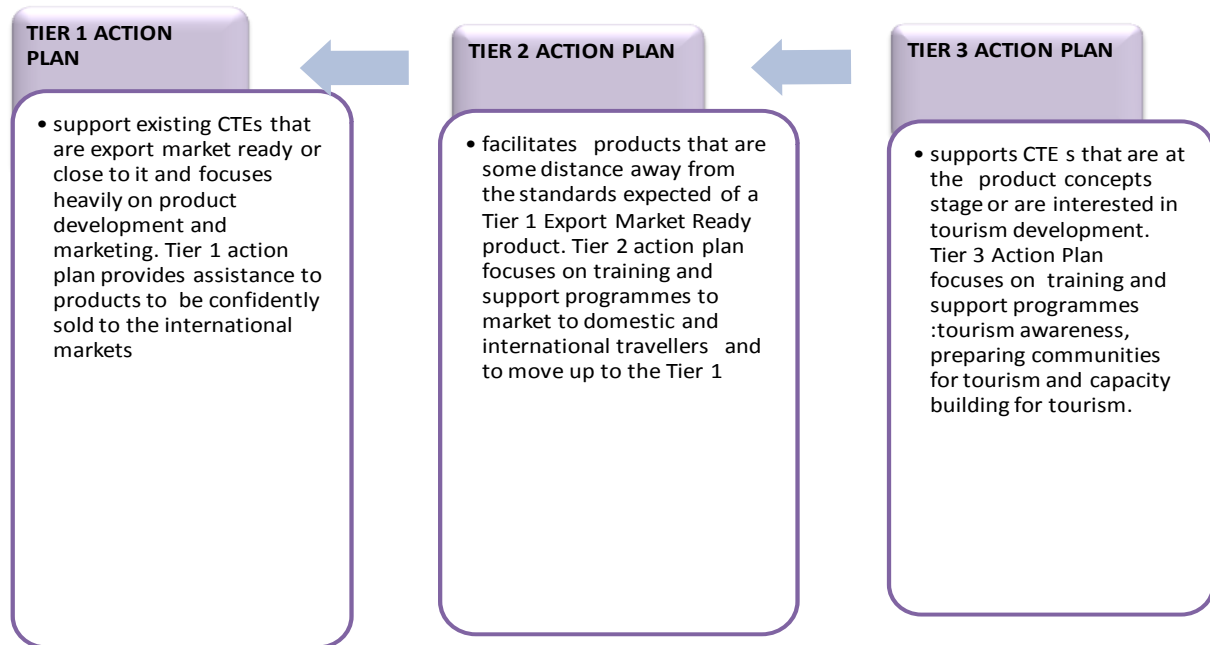 TIER 1 ACTION
PLAN
• support existing CTEs that
are export market ready or
close to it and focuses
heavily on product
development and
marketing. Tier 1 action
plan provides assistance to
products to be confidently
sold to the international
markets
TIER 2 ACTION PLAN
• facilitates products that are
some distance away from
the standards expected of a
Tier 1 Export Market Ready
product. Tier 2 action plan
focuses on training and
support programmes to
market to domestic and
international travellers and
to move up to the Tier 1
TIER 3 ACTION PLAN
• supports CTE s that are at
the product concepts
stage or are interested in
tourism development.
Tier 3 Action Plan
focuses on training and
support programmes
:tourism awareness,
preparing communities
for tourism and capacity
building for tourism.